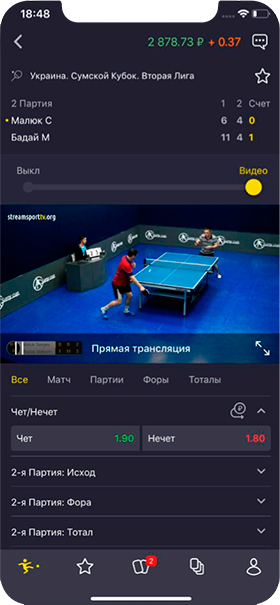 18:48
2 878.73 ₽ + 0.37
Украина. Сумской Кубок. Вторая Лига
2 Партия 1 2 Счет
Малюк С 6 4 0
Бадай М 11 4 1
Выкл Видео
streamsporttv.org
Прямая трансляция
Все Матч Партии Форы Тоталы
Чет/Нечет
Чет 1.90 Нечет 1.80
2-я Партия: Исход
2-я Партия: Фора
2-я Партия: Тотал
2